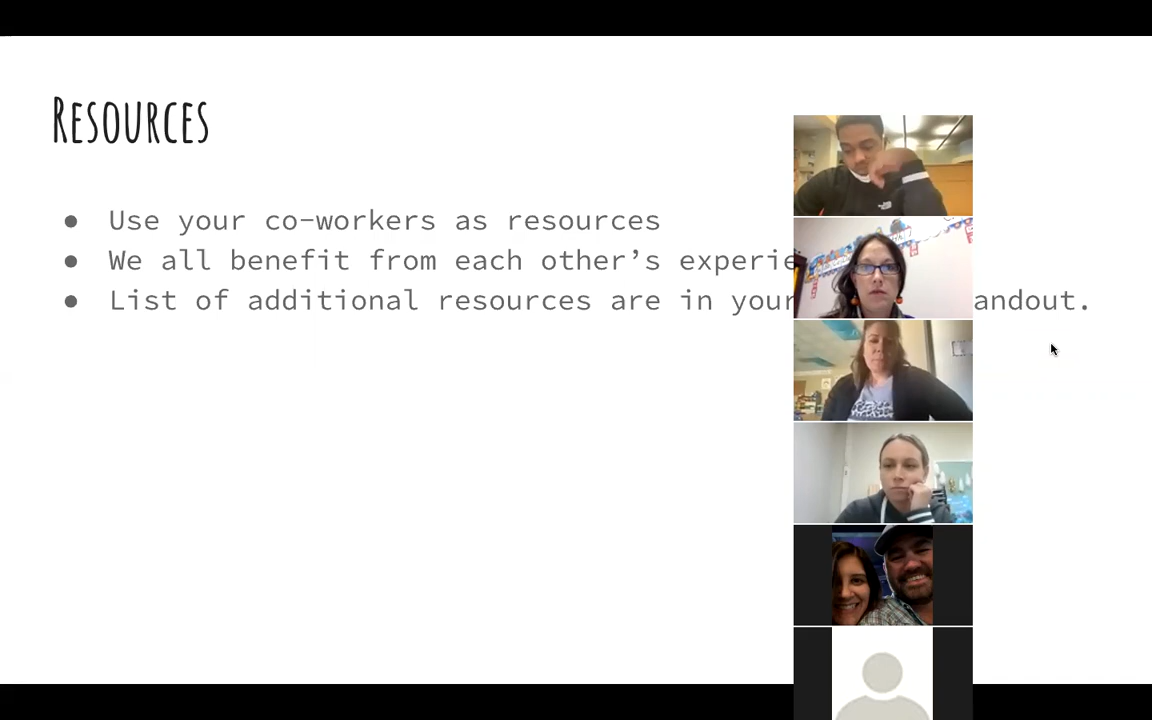 Resources
Use your co-workers as resources
We all benefit from each other's
List of additional resources are in your